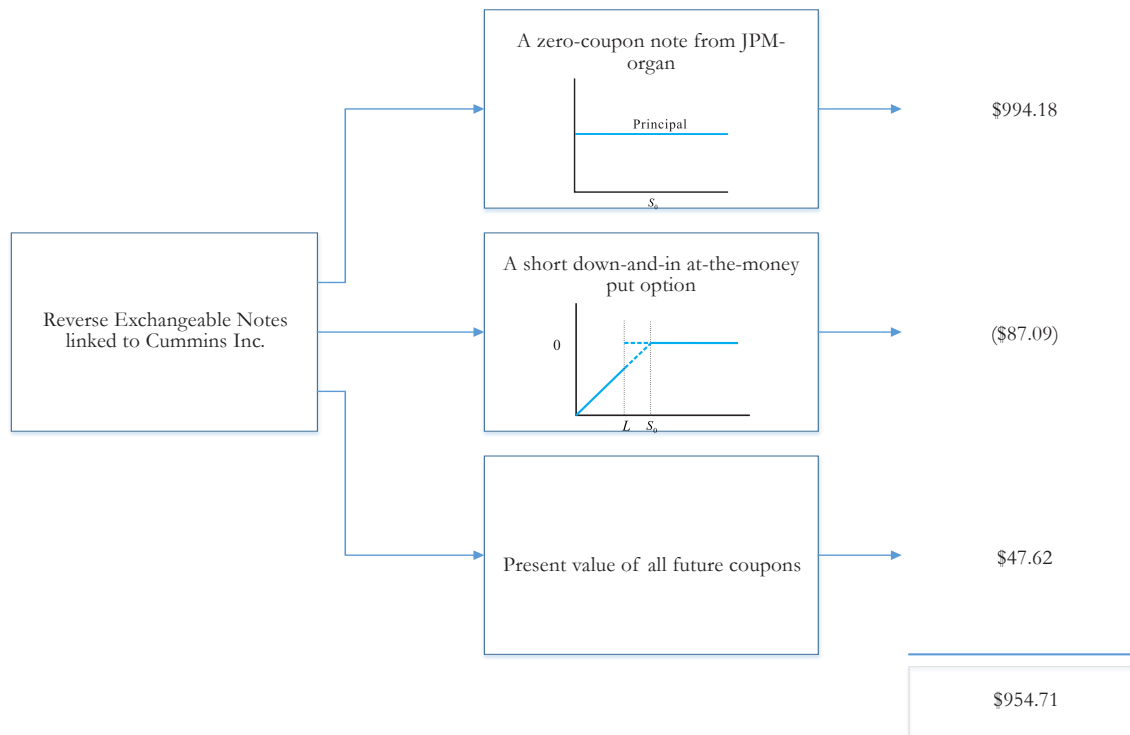 A zero-coupon note from JPM-
organ
Principal
S₀
$994.18
Reverse Exchangeable Notes
linked to Cummins Inc.
A short down-and-in at-the-money
put option
0
L S₀
($87.09)
Present value of all future coupons
$47.62
$954.71